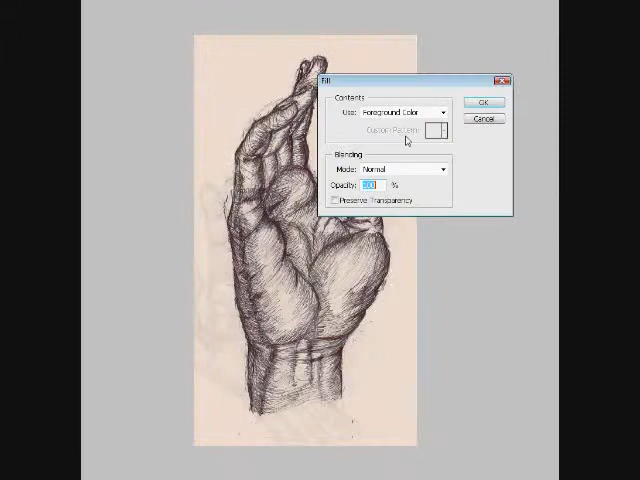 Fill
Contents
Use: Foreground Color
OK
Custom Pattern:
Cancel
Blending
Mode: Normal
Opacity: 100 %
Preserve Transparency